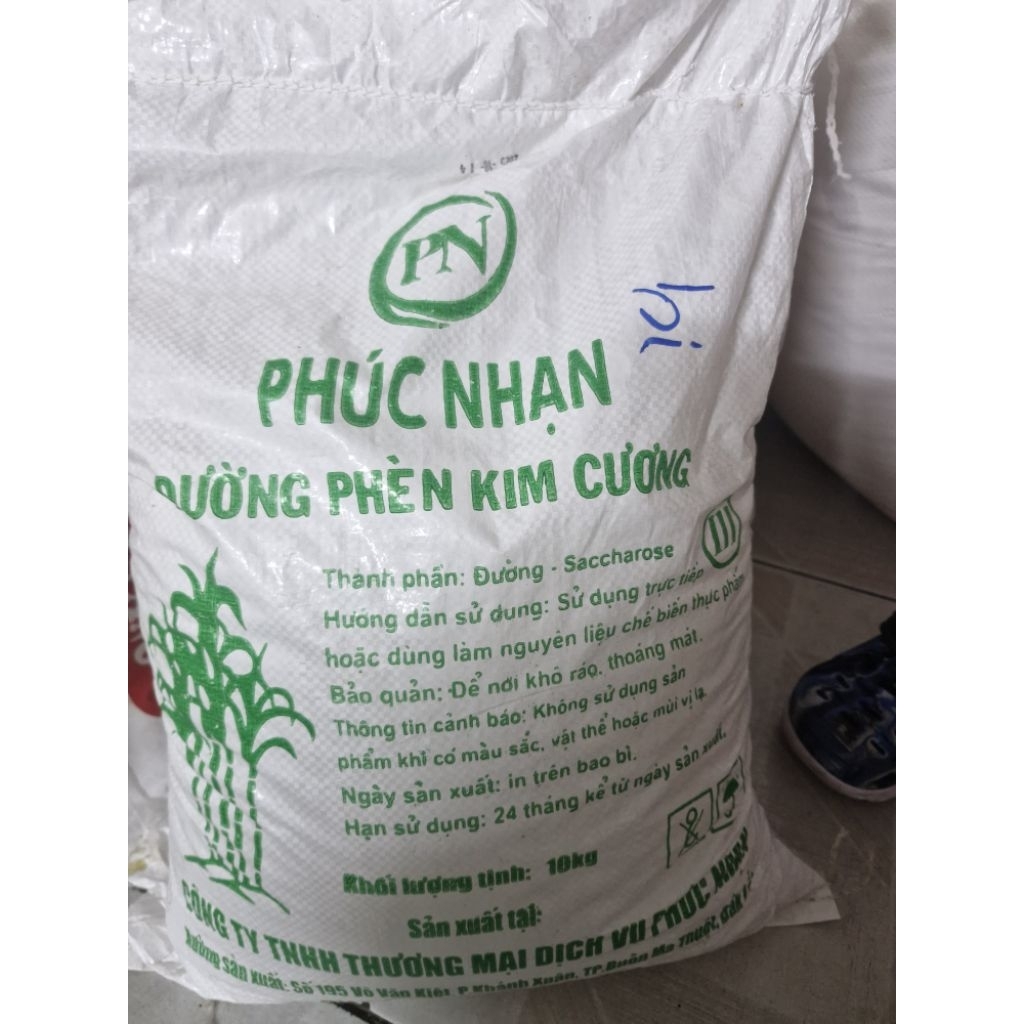 PN
PHÚC NHẠN
ĐƯỜNG PHÈN KIM CƯƠNG
III
Thành phần: Đường - Saccharose
Hướng dẫn sử dụng: Sử dụng trực tiếp
hoặc dùng làm nguyên liệu chế biến thực phẩm.
Bảo quản: Để nơi khô ráo, thoáng mát.
Thông tin cảnh báo: Không sử dụng sản
phẩm khi có màu sắc, vật thể hoặc mùi vị lạ.
Ngày sản xuất: in trên bao bì.
Hạn sử dụng: 24 tháng kể từ ngày sản xuất.
Khối lượng tịnh: 10kg
Sản xuất tại:
CÔNG TY TNHH THƯƠNG MẠI DỊCH VỤ PHÚC NHẠN
Xưởng sản xuất: Số 195 Võ Văn Kiệt, P.Khánh Xuân, TP.Buôn Ma Thuột,